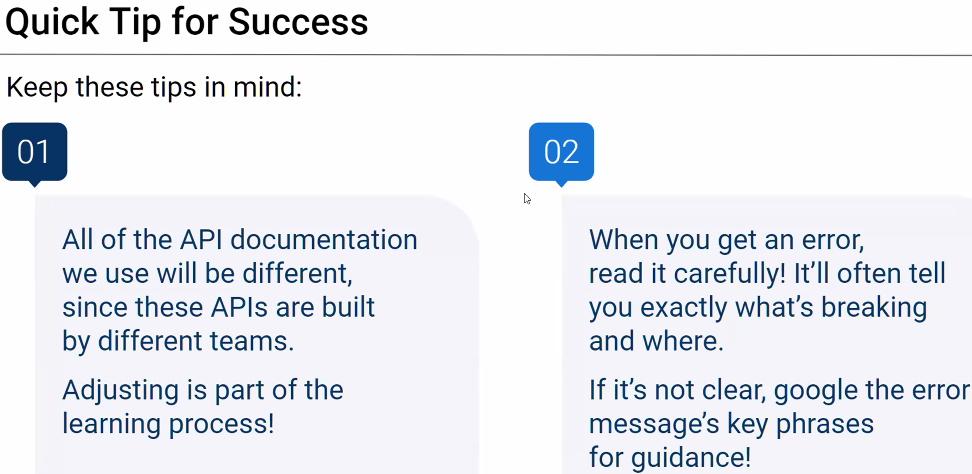 Quick Tip for Success
Keep these tips in mind:
01
All of the API documentation
we use will be different,
since these APIs are built
by different teams.
Adjusting is part of the
learning process!
02
When you get an error,
read it carefully! It’ll often tell
you exactly what’s breaking
and where.
If it’s not clear, google the error
message’s key phrases
for guidance!